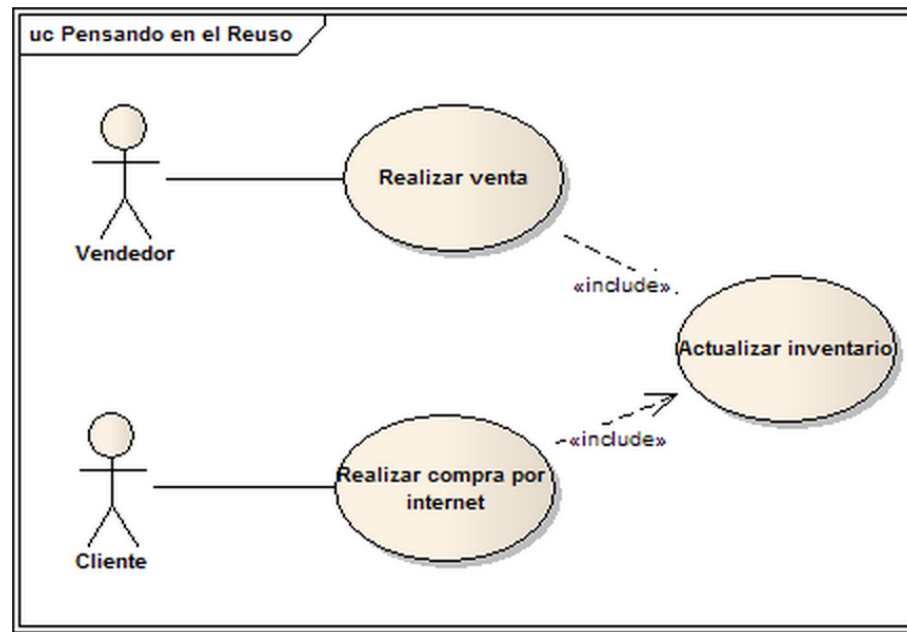 uc Pensando en el Reuso
Realizar venta
Vendedor
«include»
Actualizar inventario
«include»
Realizar compra por
internet
Cliente